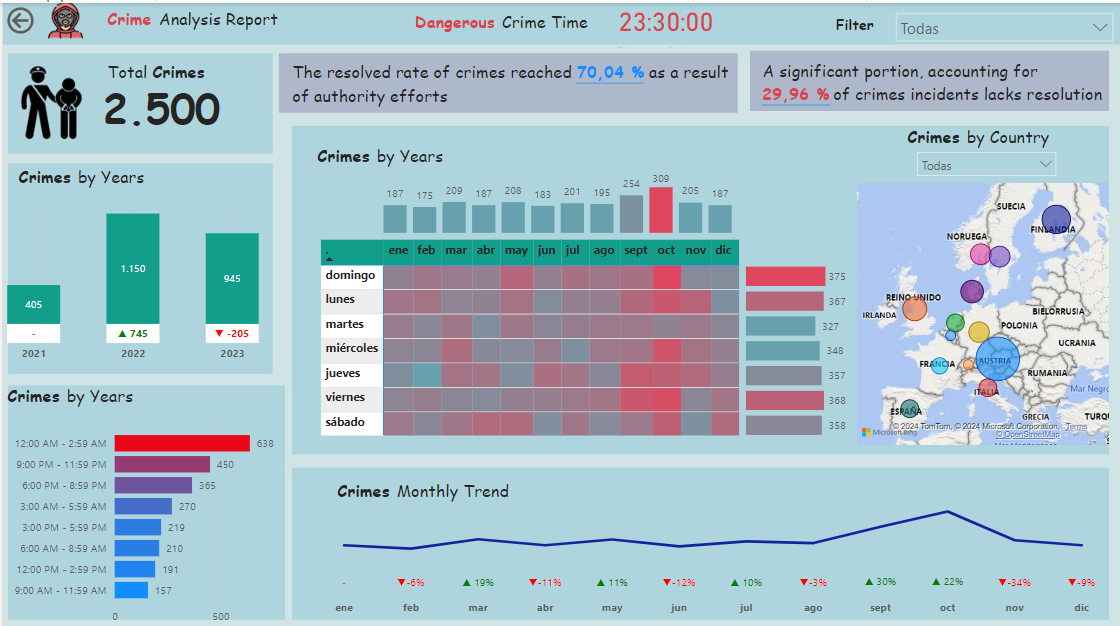 Crime Analysis Report
Dangerous Crime Time 23:30:00
Filter
Todas
Total Crimes
2.500
The resolved rate of crimes reached 70,04 % as a result
of authority efforts
A significant portion, accounting for
29,96 % of crimes incidents lacks resolution
Crimes by Years
405
1.150
945
-
▲ 745
▼ -205
2021
2022
2023
Crimes by Years
12:00 AM - 2:59 AM 638
9:00 PM - 11:59 PM 450
6:00 PM - 8:59 PM 365
3:00 AM - 5:59 AM 270
3:00 PM - 5:59 PM 219
6:00 AM - 8:59 AM 210
12:00 PM - 2:59 PM 191
9:00 AM - 11:59 AM 157
0 500
Crimes by Years
187 175 209 187 208 183 201 195 254 309 205 187
. ene feb mar abr may jun jul ago sept oct nov dic
domingo 375
lunes 367
martes 327
miércoles 348
jueves 357
viernes 368
sábado 358
Crimes by Country
Todas
SUECIA
FINLANDIA
NORUEGA
REINO UNIDO
IRLANDA
BIELORRUSIA
POLONIA
UCRANIA
FRANCIA
AUSTRIA
RUMANIA
ITALIA
Mar Negro
ESPAÑA
GRECIA
TURQ
Microsoft Bing
© 2024 TomTom, © 2024 Microsoft Corporation, Terms
© OpenStreetMap
Mar Mediterráneo
Crimes Monthly Trend
- ▼-6% ▲ 19% ▼-11% ▲ 11% ▼-12% ▲ 10% ▼-3% ▲ 30% ▲ 22% ▼-34% ▼-9%
ene feb mar abr may jun jul ago sept oct nov dic